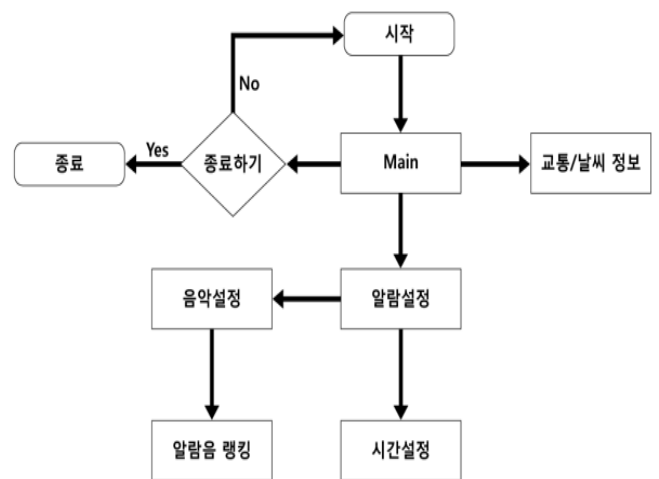 시작
No
종료
Yes
종료하기
Main
교통/날씨 정보
음악설정
알람설정
알람음 랭킹
시간설정